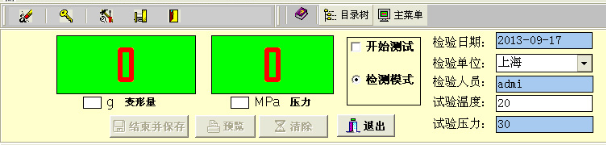 目录树 主菜单
0 0
开始测试
检测模式
g 变形量 MPa 压力
结束并保存 预览 清除 退出
检验日期: 2013-09-17
检验单位: 上海
检验人员: admi
试验温度: 20
试验压力: 30